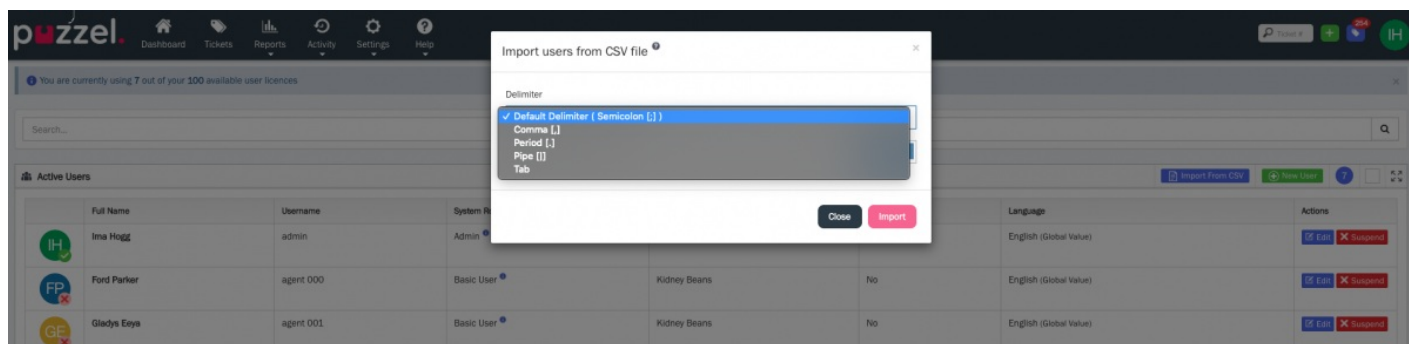 puzzel.
Dashboard
Tickets
Reports
Activity
Settings
Help
Ticket #
254
IH
You are currently using 7 out of your 100 available user licences
Search...
Import users from CSV file
Delimiter
Default Delimiter ( Semicolon [;] )
Comma [,]
Period [.]
Pipe [|]
Tab
Close
Import
Active Users
Import From CSV
New User
7
Full Name
Username
System R
Language
Actions
IH
Ima Hogg
admin
Admin
English (Global Value)
Edit
Suspend
FP
Ford Parker
agent 000
Basic User
Kidney Beans
No
English (Global Value)
Edit
Suspend
GE
Gladys Eeya
agent 001
Basic User
Kidney Beans
No
English (Global Value)
Edit
Suspend